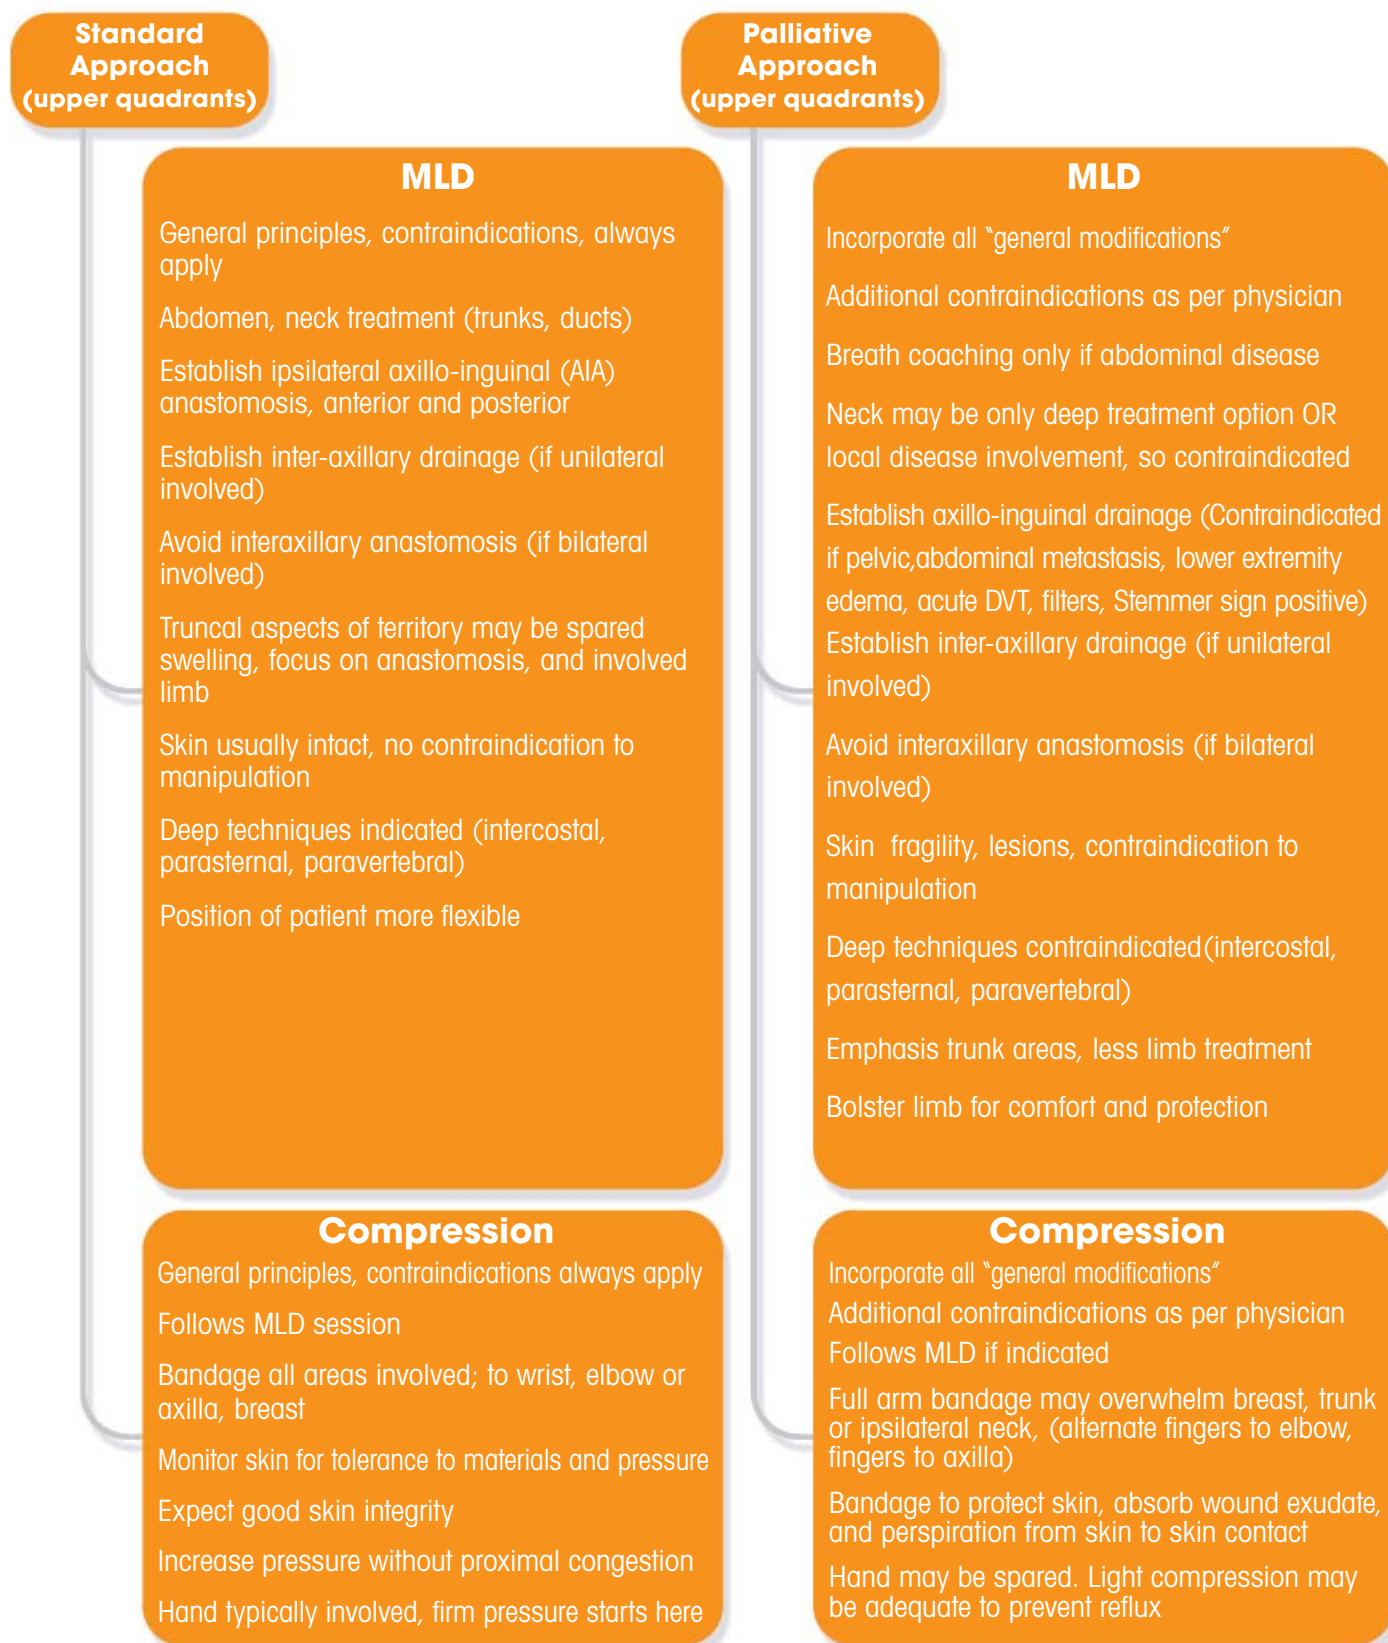 Standard
Approach
(upper quadrants)
MLD
General principles, contraindications, always
apply
Abdomen, neck treatment (trunks, ducts)
Establish ipsilateral axillo-inguinal (AIA)
anastomosis, anterior and posterior
Establish inter-axillary drainage (if unilateral
involved)
Avoid interaxillary anastomosis (if bilateral
involved)
Truncal aspects of territory may be spared
swelling, focus on anastomosis, and involved
limb
Skin usually intact, no contraindication to
manipulation
Deep techniques indicated (intercostal,
parasternal, paravertebral)
Position of patient more flexible
Compression
General principles, contraindications always apply
Follows MLD session
Bandage all areas involved; to wrist, elbow or
axilla, breast
Monitor skin for tolerance to materials and pressure
Expect good skin integrity
Increase pressure without proximal congestion
Hand typically involved, firm pressure starts here
Palliative
Approach
(upper quadrants)
MLD
Incorporate all "general modifications"
Additional contraindications as per physician
Breath coaching only if abdominal disease
Neck may be only deep treatment option OR
local disease involvement, so contraindicated
Establish axillo-inguinal drainage (Contraindicated
if pelvic,abdominal metastasis, lower extremity
edema, acute DVT, filters, Stemmer sign positive)
Establish inter-axillary drainage (if unilateral
involved)
Avoid interaxillary anastomosis (if bilateral
involved)
Skin fragility, lesions, contraindication to
manipulation
Deep techniques contraindicated(intercostal,
parasternal, paravertebral)
Emphasis trunk areas, less limb treatment
Bolster limb for comfort and protection
Compression
Incorporate all "general modifications"
Additional contraindications as per physician
Follows MLD if indicated
Full arm bandage may overwhelm breast, trunk
or ipsilateral neck, (alternate fingers to elbow,
fingers to axilla)
Bandage to protect skin, absorb wound exudate,
and perspiration from skin to skin contact
Hand may be spared. Light compression may
be adequate to prevent reflux